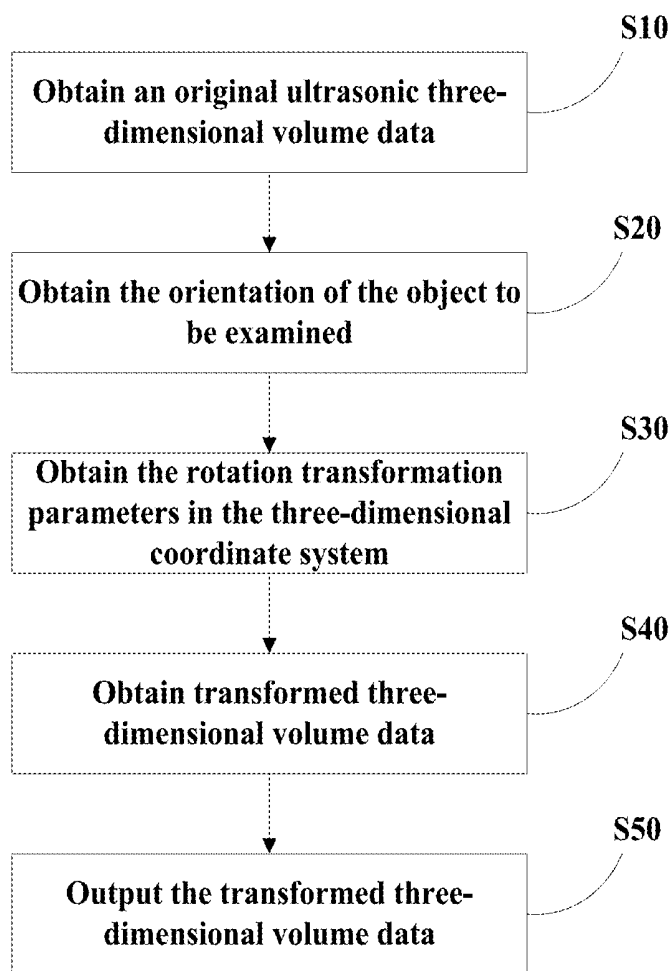 S10
Obtain an original ultrasonic three-
dimensional volume data
S20
Obtain the orientation of the object to
be examined
S30
Obtain the rotation transformation
parameters in the three-dimensional
coordinate system
S40
Obtain transformed three-
dimensional volume data
S50
Output the transformed three-
dimensional volume data